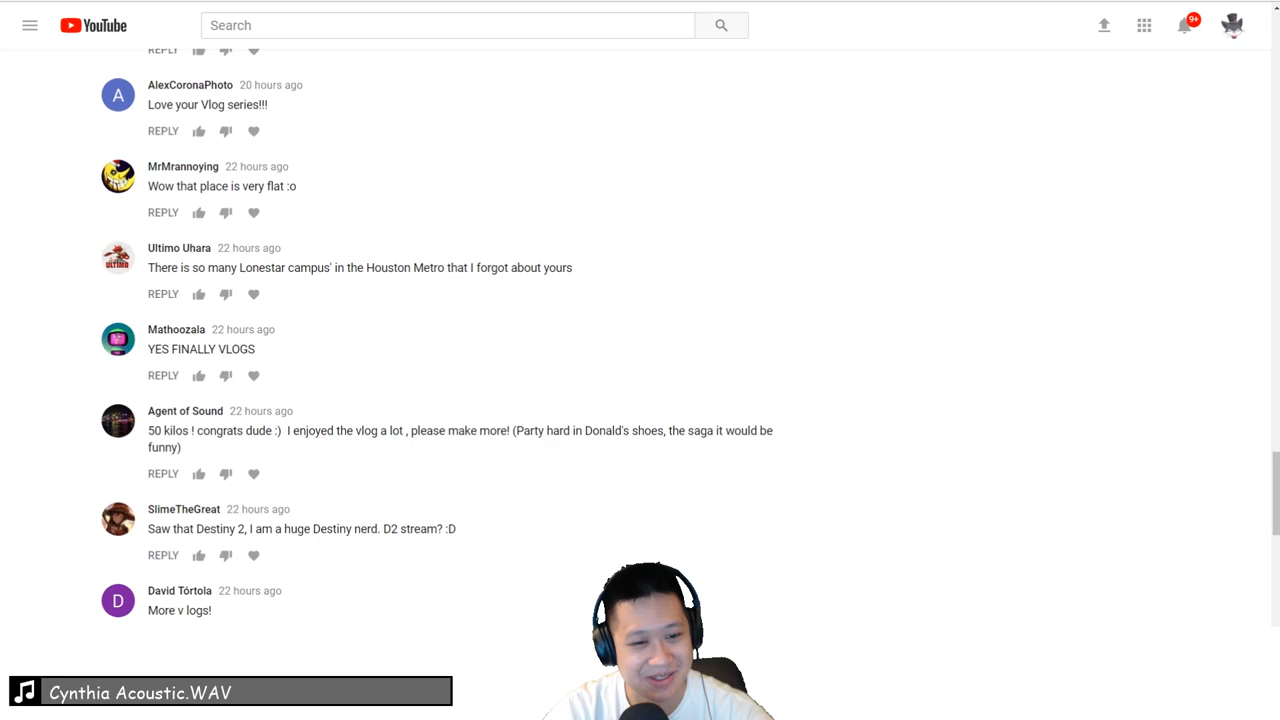 YouTube
Search
9+
REPLY
A
AlexCoronaPhoto 20 hours ago
Love your Vlog series!!!
REPLY
MrMrannoying 22 hours ago
Wow that place is very flat :o
REPLY
ULTIMO
Ultimo Uhara 22 hours ago
There is so many Lonestar campus' in the Houston Metro that I forgot about yours
REPLY
Mathoozala 22 hours ago
YES FINALLY VLOGS
REPLY
Agent of Sound 22 hours ago
50 kilos ! congrats dude :)  I enjoyed the vlog a lot , please make more! (Party hard in Donald's shoes, the saga it would be
funny)
REPLY
SlimeTheGreat 22 hours ago
Saw that Destiny 2, I am a huge Destiny nerd. D2 stream? :D
REPLY
D
David Tórtola 22 hours ago
More v logs!
Cynthia Acoustic.WAV